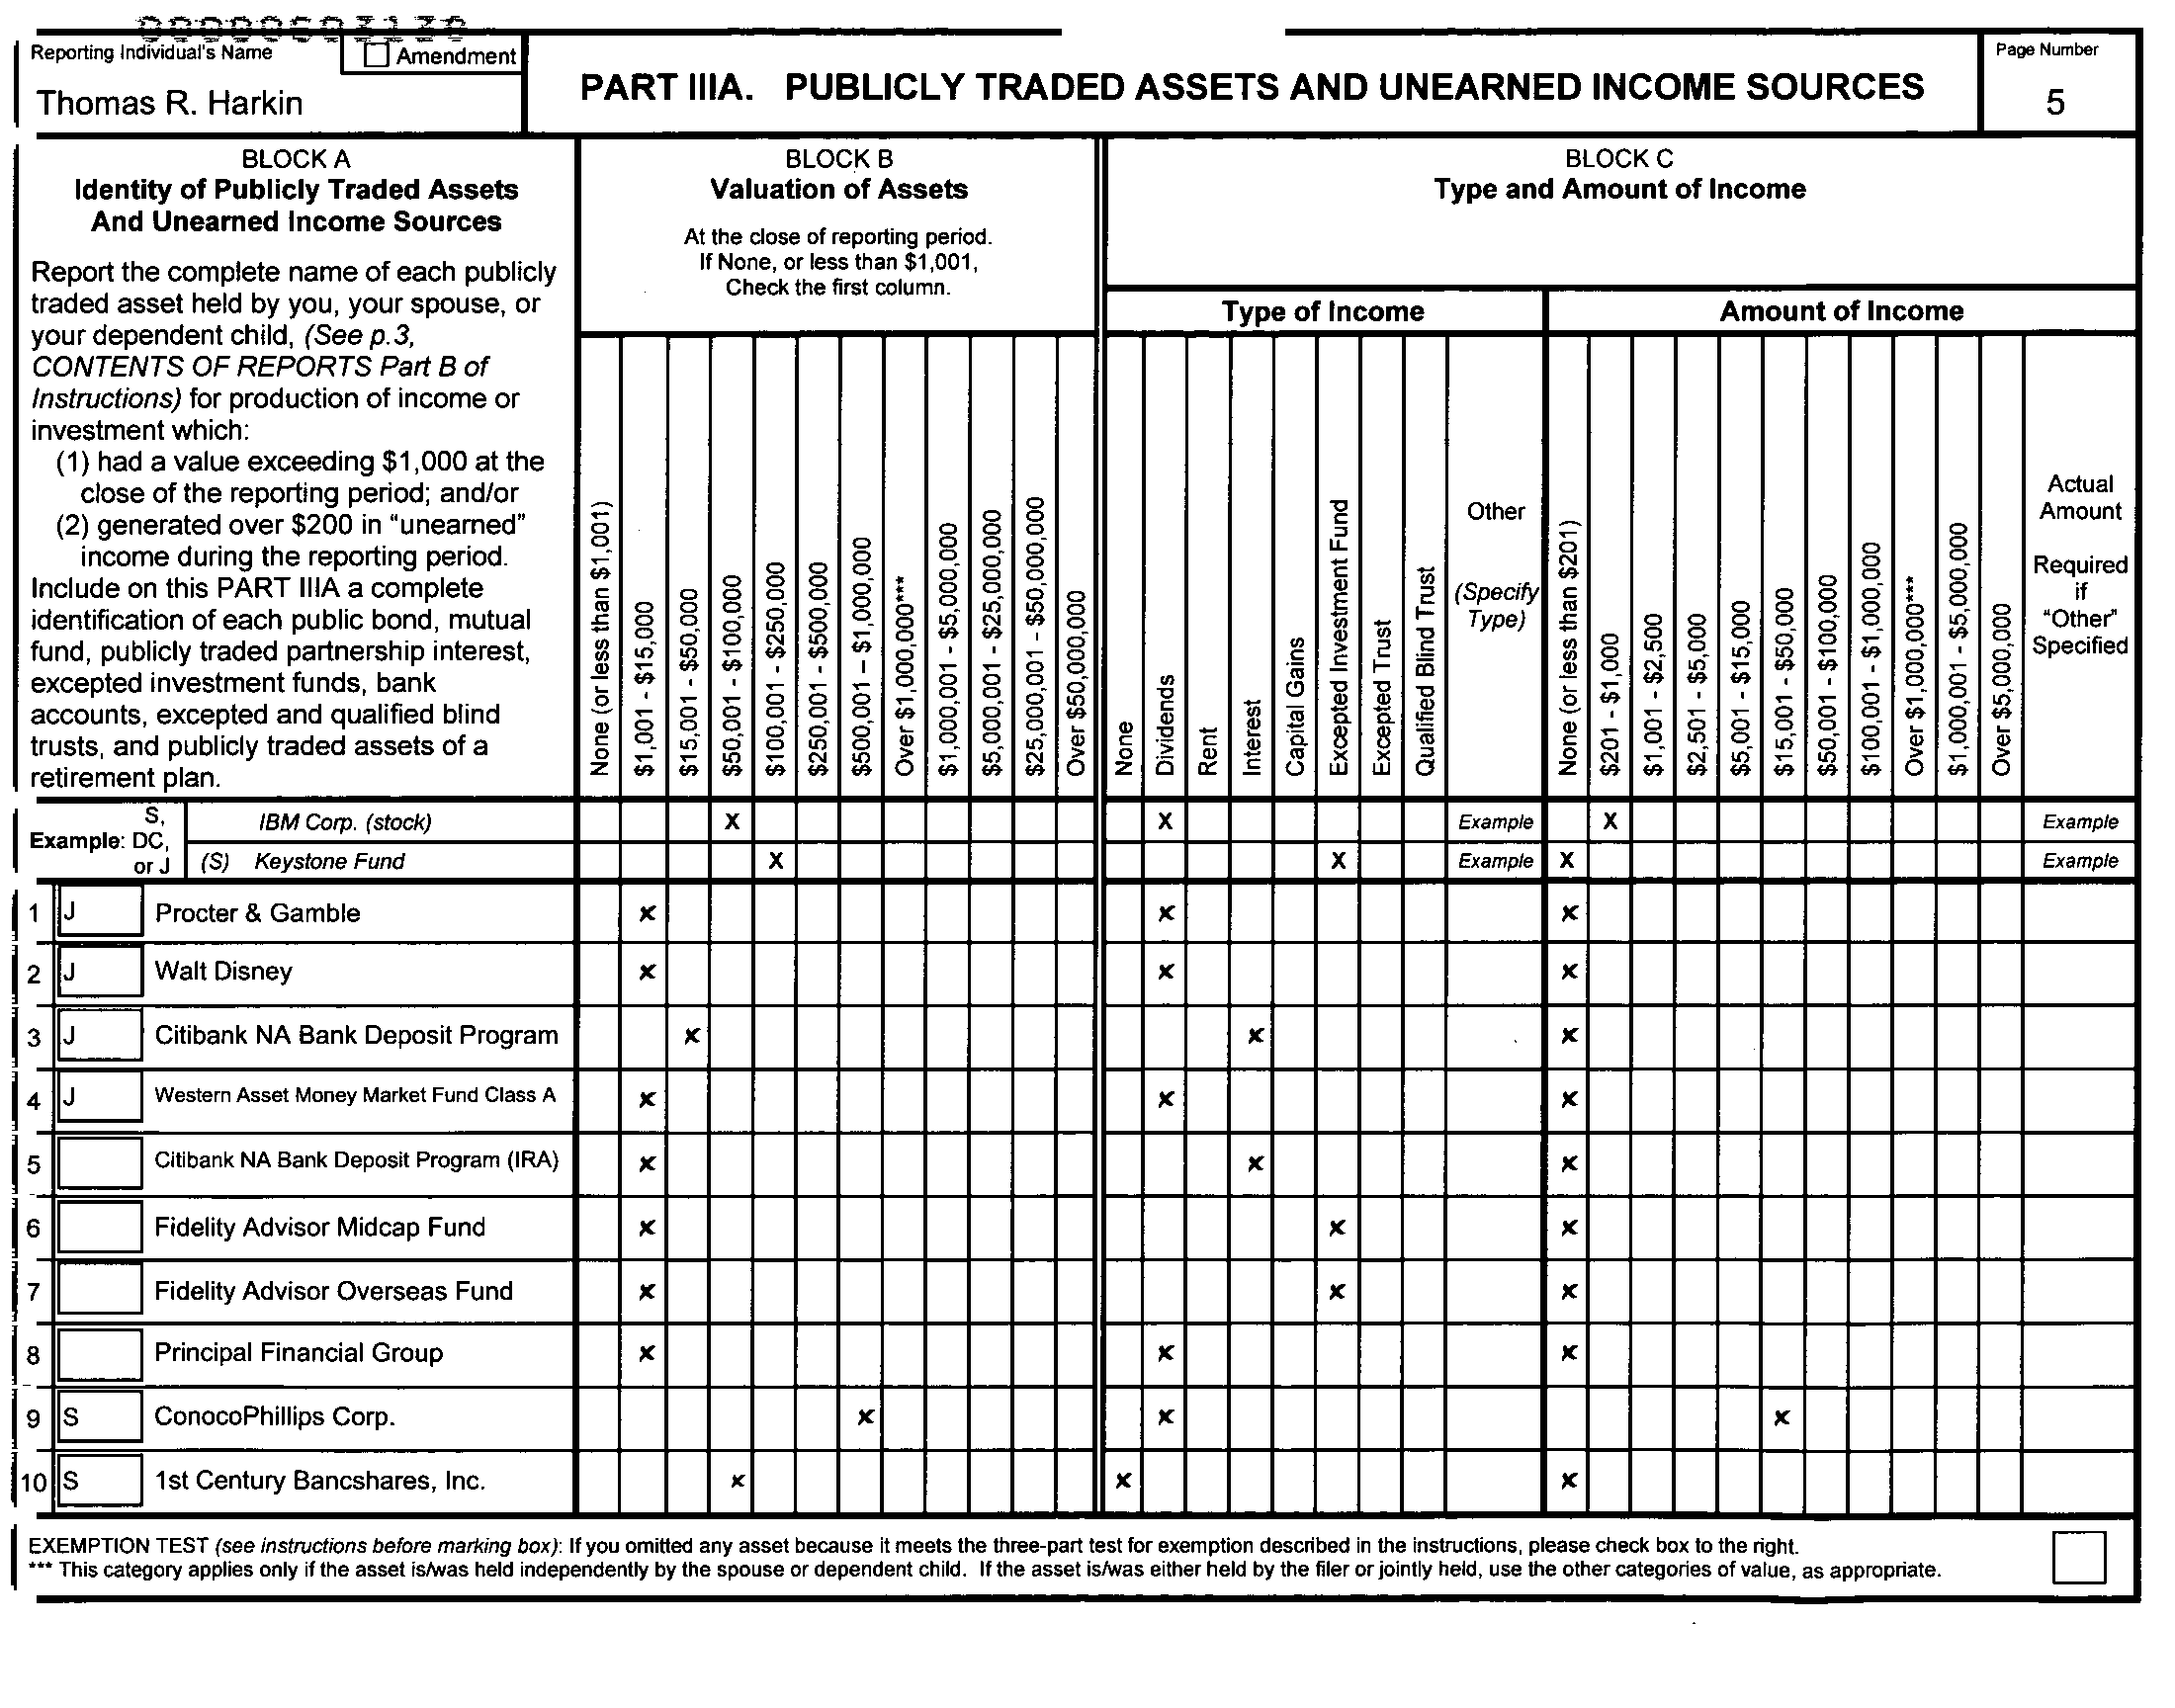 Reporting Individual's Name
☐ Amendment
Thomas R. Harkin
PART IIIA. PUBLICLY TRADED ASSETS AND UNEARNED INCOME SOURCES
Page Number
5
BLOCK A
Identity of Publicly Traded Assets
And Unearned Income Sources
Report the complete name of each publicly
traded asset held by you, your spouse, or
your dependent child, (See p.3,
CONTENTS OF REPORTS Part B of
Instructions) for production of income or
investment which:
(1) had a value exceeding $1,000 at the
close of the reporting period; and/or
(2) generated over $200 in "unearned"
income during the reporting period.
Include on this PART IIIA a complete
identification of each public bond, mutual
fund, publicly traded partnership interest,
excepted investment funds, bank
accounts, excepted and qualified blind
trusts, and publicly traded assets of a
retirement plan.
BLOCK B
Valuation of Assets
At the close of reporting period.
If None, or less than $1,001,
Check the first column.
None (or less than $1,001)
$1,001 - $15,000
$15,001 - $50,000
$50,001 - $100,000
$100,001 - $250,000
$250,001 - $500,000
$500,001 – $1,000,000
Over $1,000,000***
$1,000,001 - $5,000,000
$5,000,001 - $25,000,000
$25,000,001 - $50,000,000
Over $50,000,000
BLOCK C
Type and Amount of Income
Type of Income
None
Dividends
Rent
Interest
Capital Gains
Excepted Investment Fund
Excepted Trust
Qualified Blind Trust
Other
(Specify
Type)
Amount of Income
None (or less than $201)
$201 - $1,000
$1,001 - $2,500
$2,501 - $5,000
$5,001 - $15,000
$15,001 - $50,000
$50,001 - $100,000
$100,001 - $1,000,000
Over $1,000,000***
$1,000,001 - $5,000,000
Over $5,000,000
Actual
Amount
Required
if
"Other"
Specified
Example: S,
DC,
or J
IBM Corp. (stock) X X Example X Example
(S) Keystone Fund X X Example X Example
1 J Procter & Gamble x x x
2 J Walt Disney x x x
3 J Citibank NA Bank Deposit Program x x x
4 J Western Asset Money Market Fund Class A x x x
5 Citibank NA Bank Deposit Program (IRA) x x x
6 Fidelity Advisor Midcap Fund x x x
7 Fidelity Advisor Overseas Fund x x x
8 Principal Financial Group x x x
9 S ConocoPhillips Corp. x x x
10 S 1st Century Bancshares, Inc. x x x
EXEMPTION TEST (see instructions before marking box): If you omitted any asset because it meets the three-part test for exemption described in the instructions, please check box to the right.
*** This category applies only if the asset is/was held independently by the spouse or dependent child. If the asset is/was either held by the filer or jointly held, use the other categories of value, as appropriate.